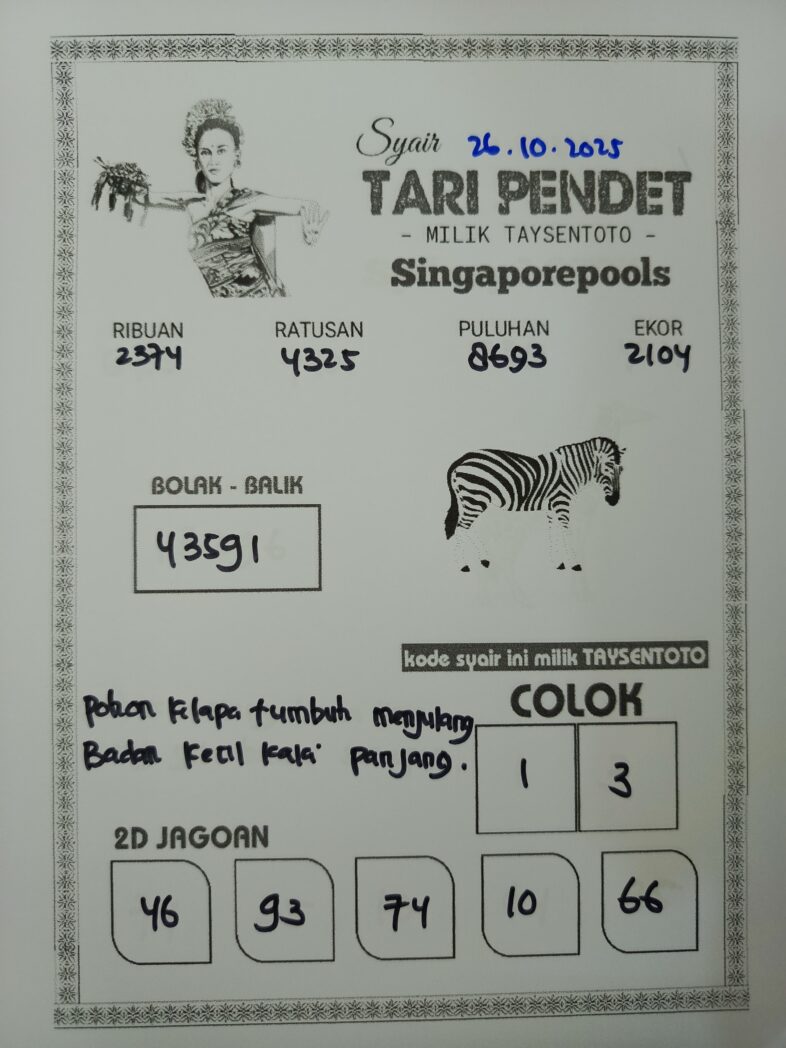 Syair 26.10.2025
TARI PENDET
- MILIK TAYSENTOTO -
Singaporepools
RIBUAN RATUSAN PULUHAN EKOR
2374 4325 8693 2104
BOLAK - BALIK
43591
kode syair ini milik TAYSENTOTO
COLOK
1 3
Pohon Kelapa tumbuh menjulang
Badan Kecil kaki panjang.
2D JAGOAN
46 93 74 10 66